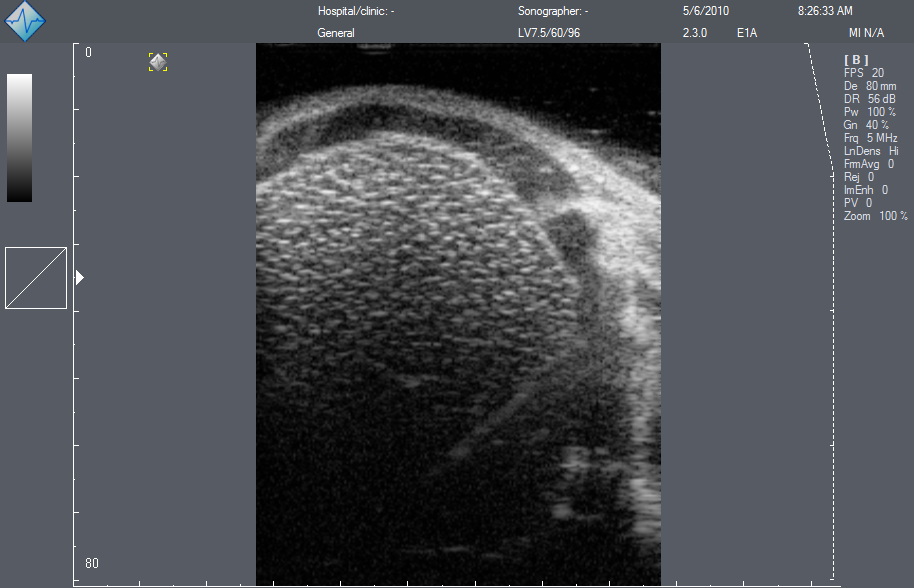 Hospital/clinic: - Sonographer: - 5/6/2010 8:26:33 AM
General LV7.5/60/96 2.3.0 E1A MI N/A
0
[ B ]
FPS 20
De 80 mm
DR 56 dB
Pw 100 %
Gn 40 %
Frq 5 MHz
LnDens Hi
FrmAvg 0
Rej 0
ImEnh 0
PV 0
Zoom 100 %
80